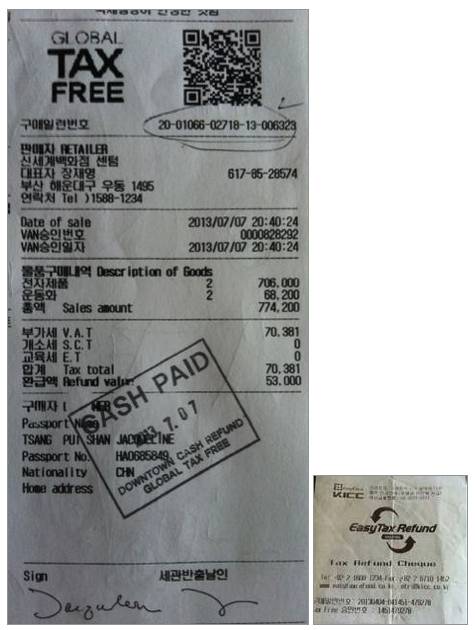 GLOBAL
TAX
FREE
구매일련번호 20-01066-02718-13-006323
판매자 RETAILER
신세계백화점 센텀
대표자 장재영 617-85-28574
부산 해운대구 우동 1495
연락처 Tel )1588-1234
Date of sale 2013/07/07 20:40:24
VAN승인번호 0000828292
VAN승인일자 2013/07/07 20:40:24
물품구매내역 Description of Goods
전자제품 2 706,000
운동화 2 68,200
총액 Sales amount 774,200
부가세 V.A.T 70,381
개소세 S.C.T 0
교육세 E.T 0
합계 Tax total 70,381
환급액 Refund value 53,000
구매자
CASH PAID
7.07
DOWNTOWN CASH REFUND
GLOBAL TAX FREE
Passport Name
TSANG PUI SHAN JACQUELINE
Passport No. HA0685849
Nationality CHN
Home address
Sign 세관반출날인
KICC
EasyTax Refund
Tax Refund Cheque